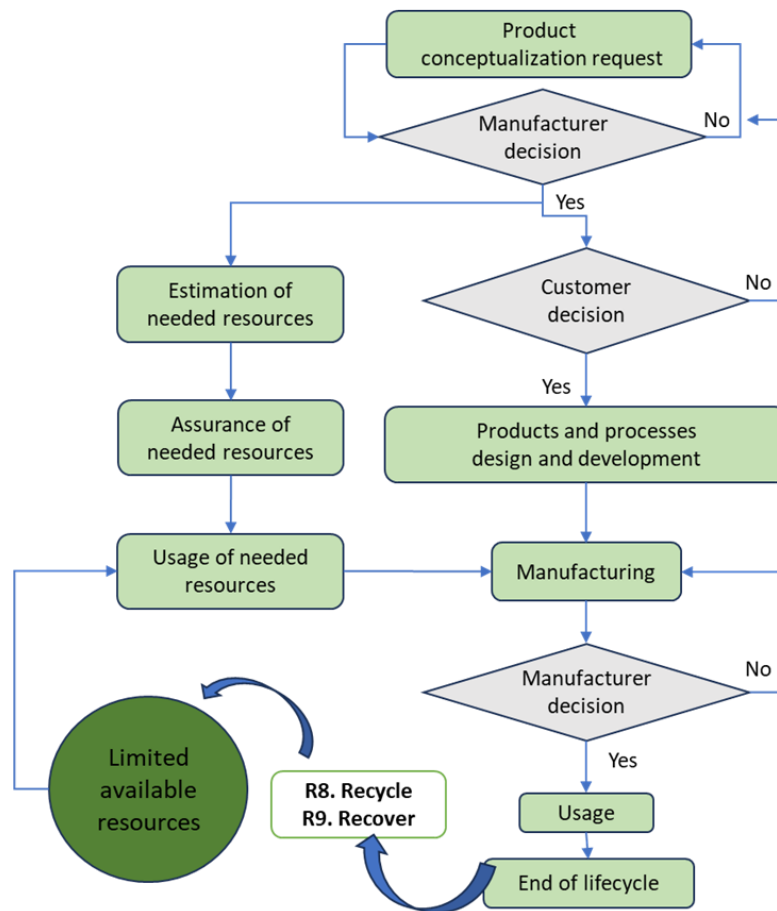 Product
conceptualization request
Manufacturer
decision
No
Yes
Estimation of
needed resources
Customer
decision
No
Yes
Assurance of
needed resources
Products and processes
design and development
Usage of needed
resources
Manufacturing
Manufacturer
decision
No
Yes
Limited
available
resources
R8. Recycle
R9. Recover
Usage
End of lifecycle